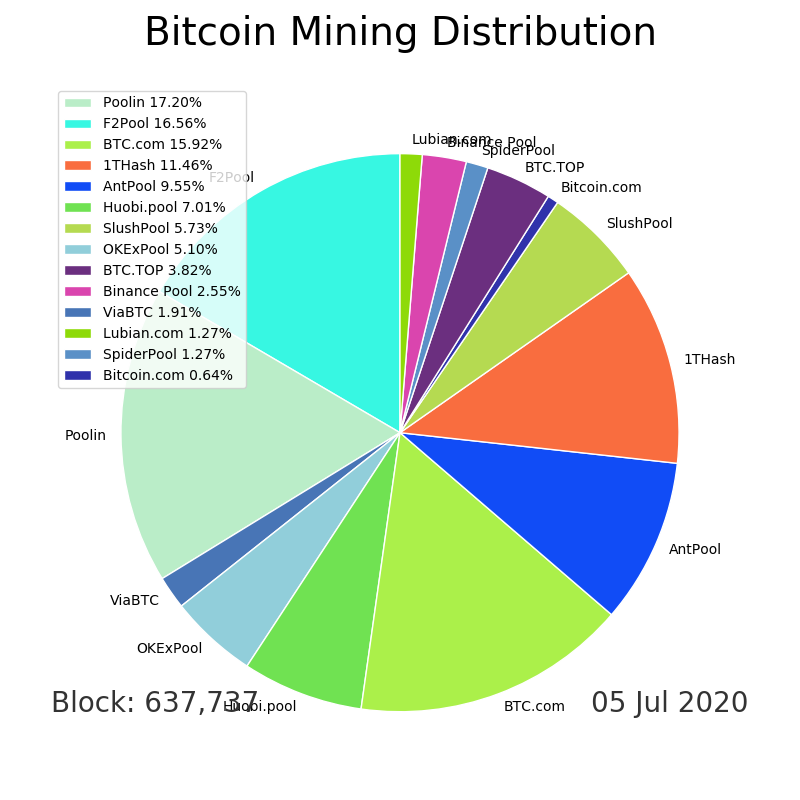 Bitcoin Mining Distribution
Poolin 17.20%
F2Pool 16.56%
BTC.com 15.92%
1THash 11.46%
AntPool 9.55%
Huobi.pool 7.01%
SlushPool 5.73%
OKExPool 5.10%
BTC.TOP 3.82%
Binance Pool 2.55%
ViaBTC 1.91%
Lubian.com 1.27%
SpiderPool 1.27%
Bitcoin.com 0.64%
Lubian.com
Binance Pool
SpiderPool
BTC.TOP
Bitcoin.com
F2Pool
SlushPool
1THash
Poolin
AntPool
ViaBTC
OKExPool
Huobi.pool
BTC.com
Block: 637,737
05 Jul 2020